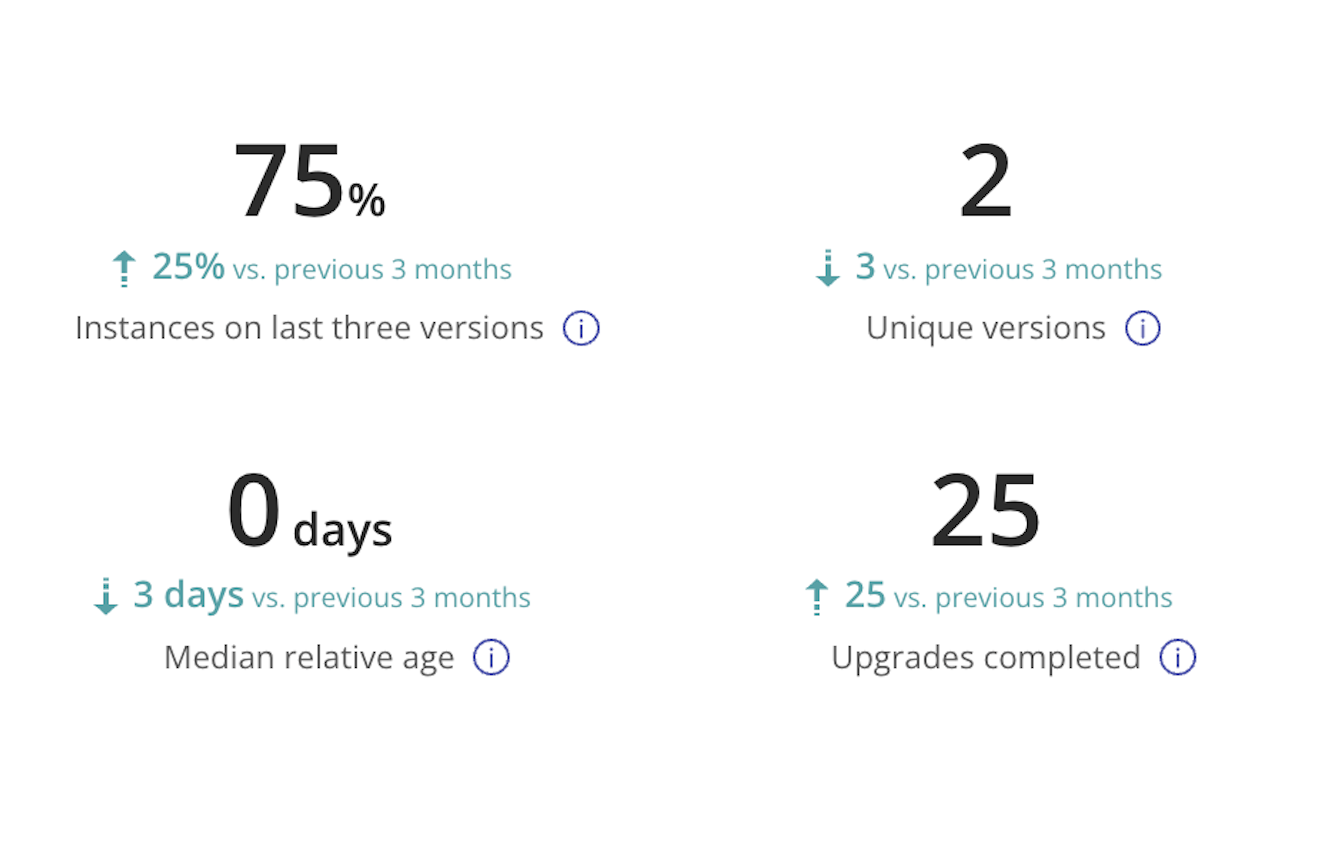 75%
25% vs. previous 3 months
Instances on last three versions
2
3 vs. previous 3 months
Unique versions
0 days
3 days vs. previous 3 months
Median relative age
25
25 vs. previous 3 months
Upgrades completed